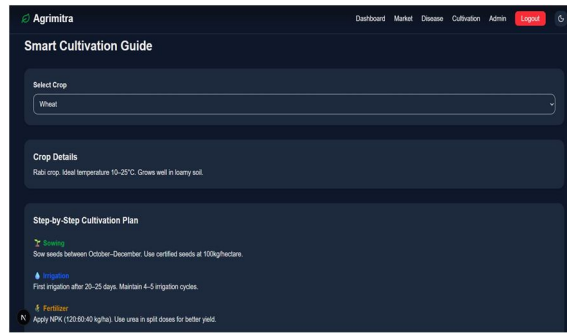 Agrimitra
Dashboard Market Disease Cultivation Admin Logout
Smart Cultivation Guide
Select Crop
Wheat
Crop Details
Rabi crop. Ideal temperature 10–25°C. Grows well in loamy soil.
Step-by-Step Cultivation Plan
Sowing
Sow seeds between October–December. Use certified seeds at 100kg/hectare.
Irrigation
First irrigation after 20–25 days. Maintain 4–5 irrigation cycles.
Fertilizer
N
Apply NPK (120:60:40 kg/ha). Use urea in split doses for better yield.